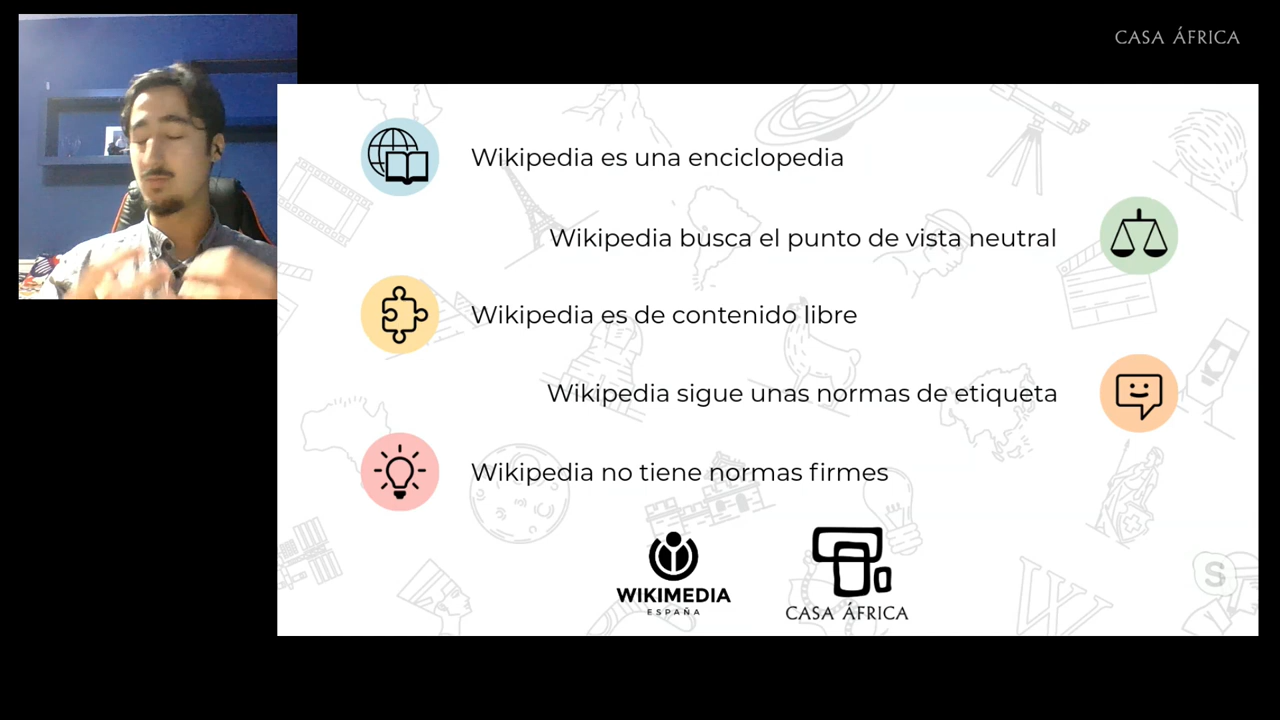 CASA ÁFRICA
Wikipedia es una enciclopedia
Wikipedia busca el punto de vista neutral
Wikipedia es de contenido libre
Wikipedia sigue unas normas de etiqueta
Wikipedia no tiene normas firmes
WIKIMEDIA
ESPAÑA
CASA ÁFRICA